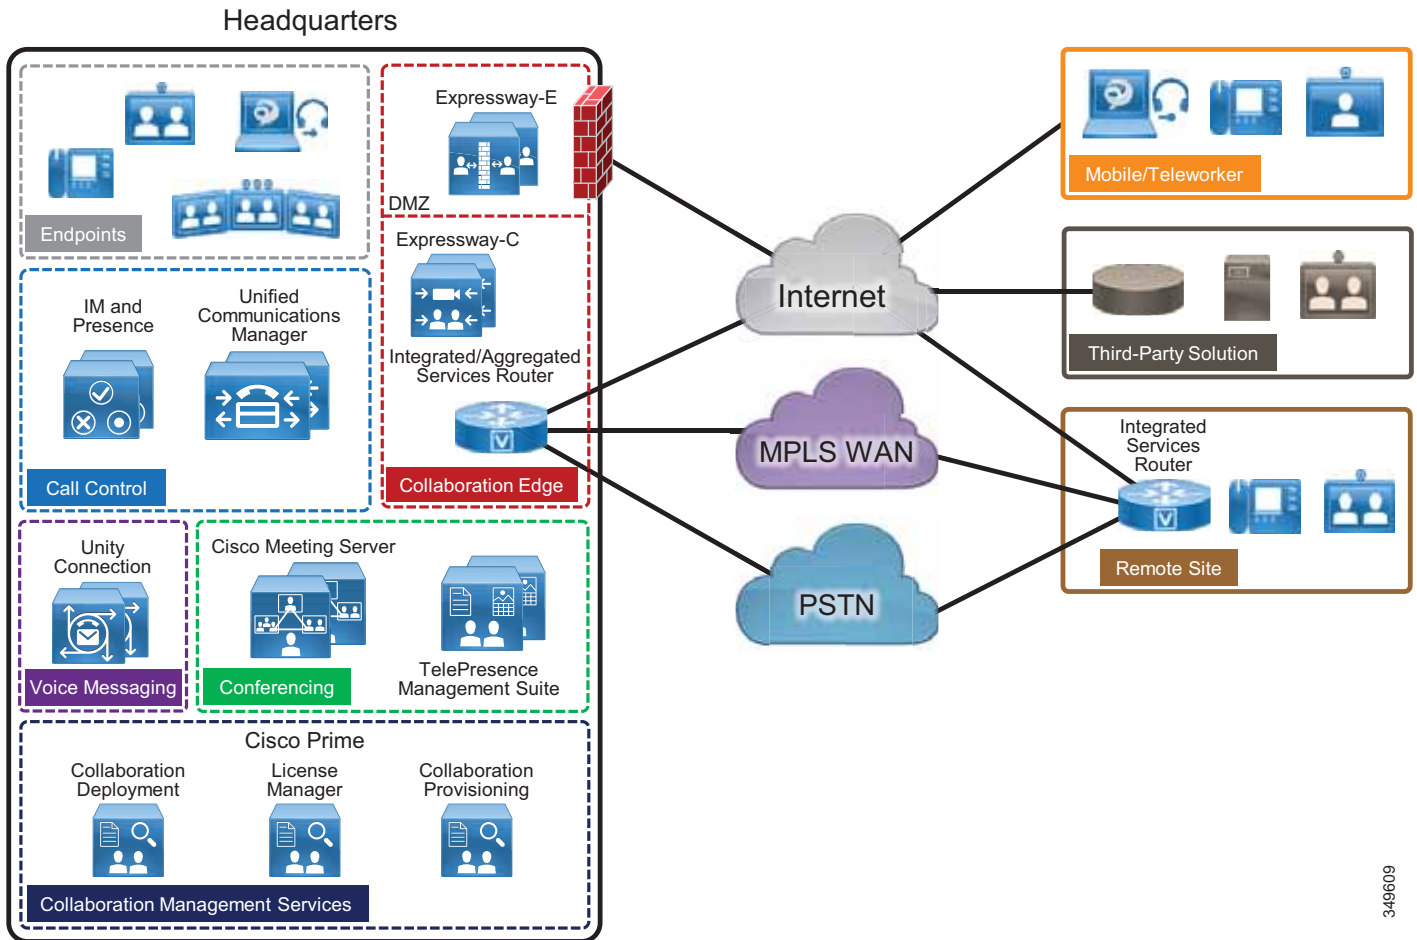 Headquarters
Endpoints
Expressway-E
DMZ
Expressway-C
Integrated/Aggregated
Services Router
V
Collaboration Edge
IM and
Presence
Unified
Communications
Manager
Call Control
Unity
Connection
Voice Messaging
Cisco Meeting Server
TelePresence
Management Suite
Conferencing
Cisco Prime
Collaboration
Deployment
License
Manager
Collaboration
Provisioning
Collaboration Management Services
Internet
MPLS WAN
PSTN
Mobile/Teleworker
Third-Party Solution
Integrated
Services
Router
V
Remote Site
349609